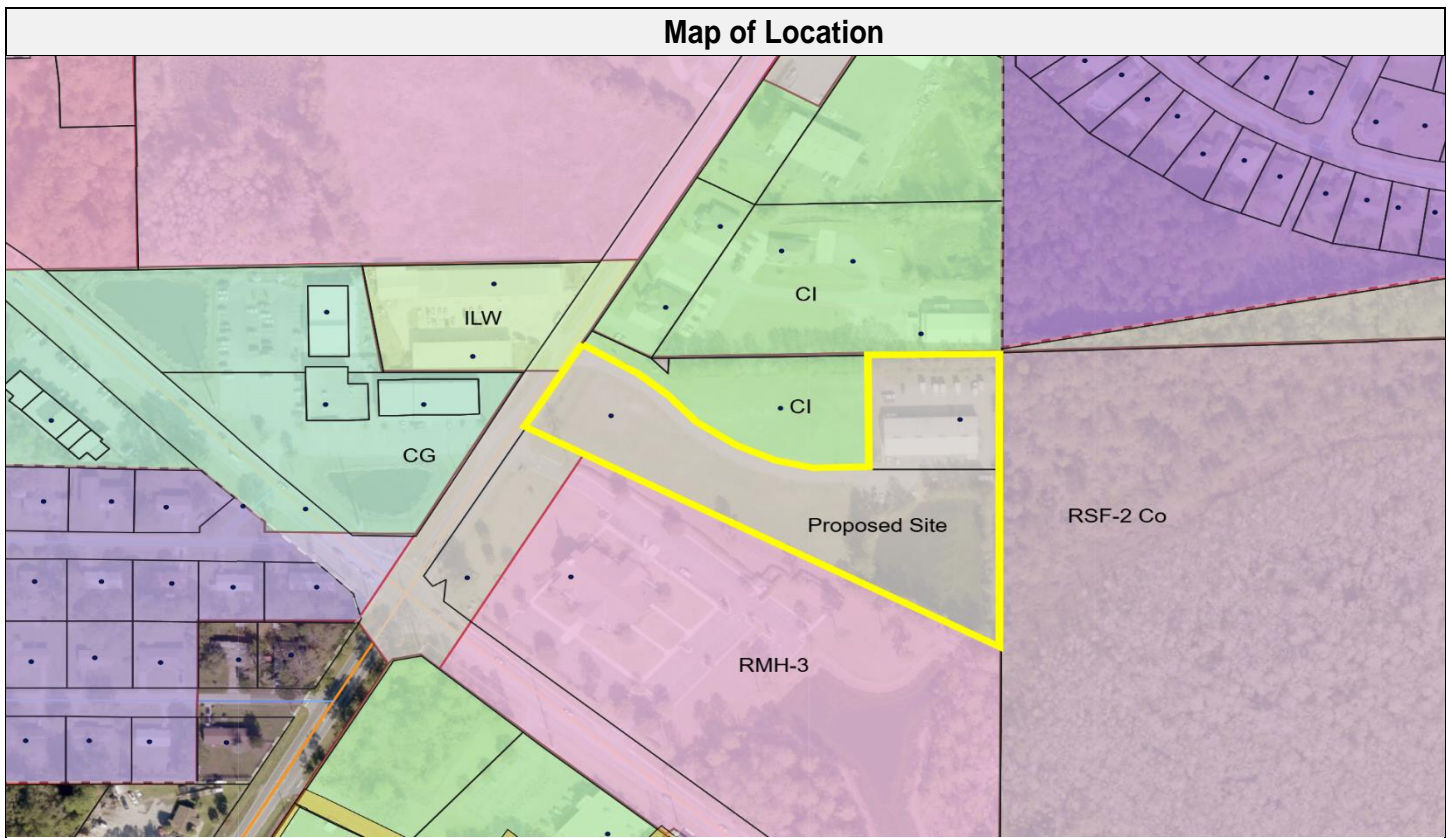 Map of Location
CI
ILW
CI
CG
Proposed Site
RSF-2 Co
RMH-3